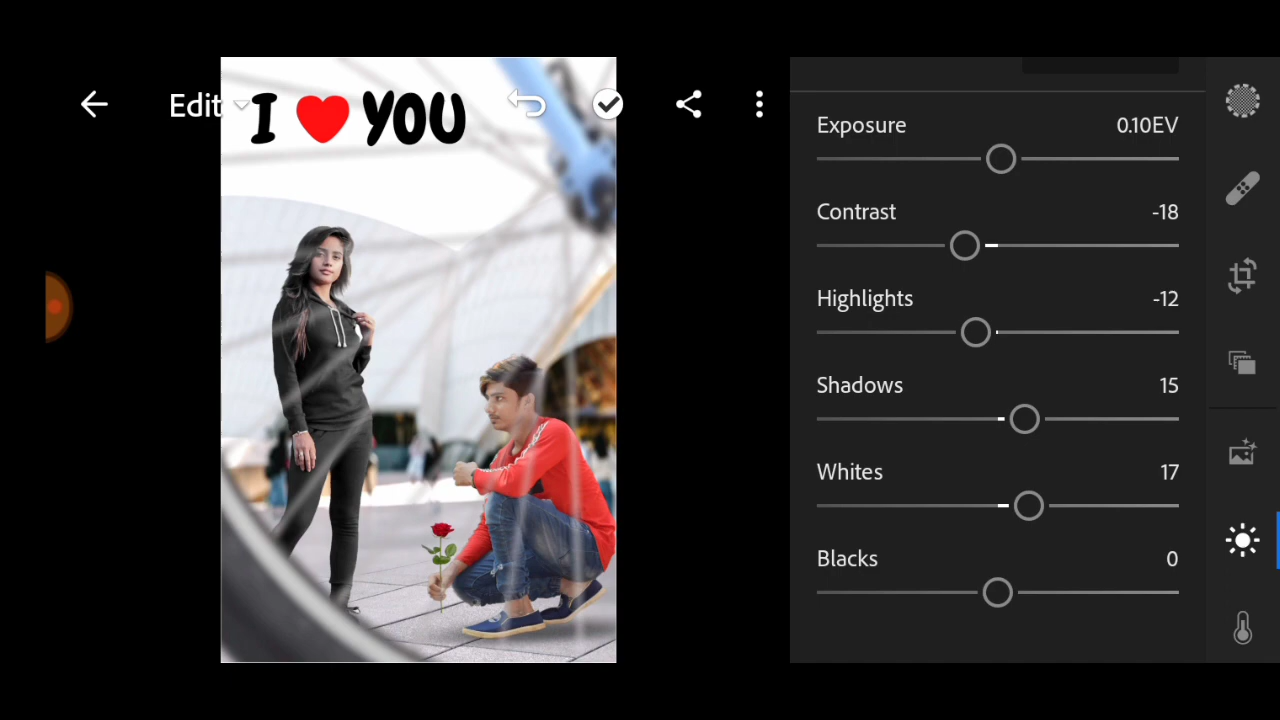 Edit
I ❤ YOU
Exposure 0.10EV
Contrast -18
Highlights -12
Shadows 15
Whites 17
Blacks 0